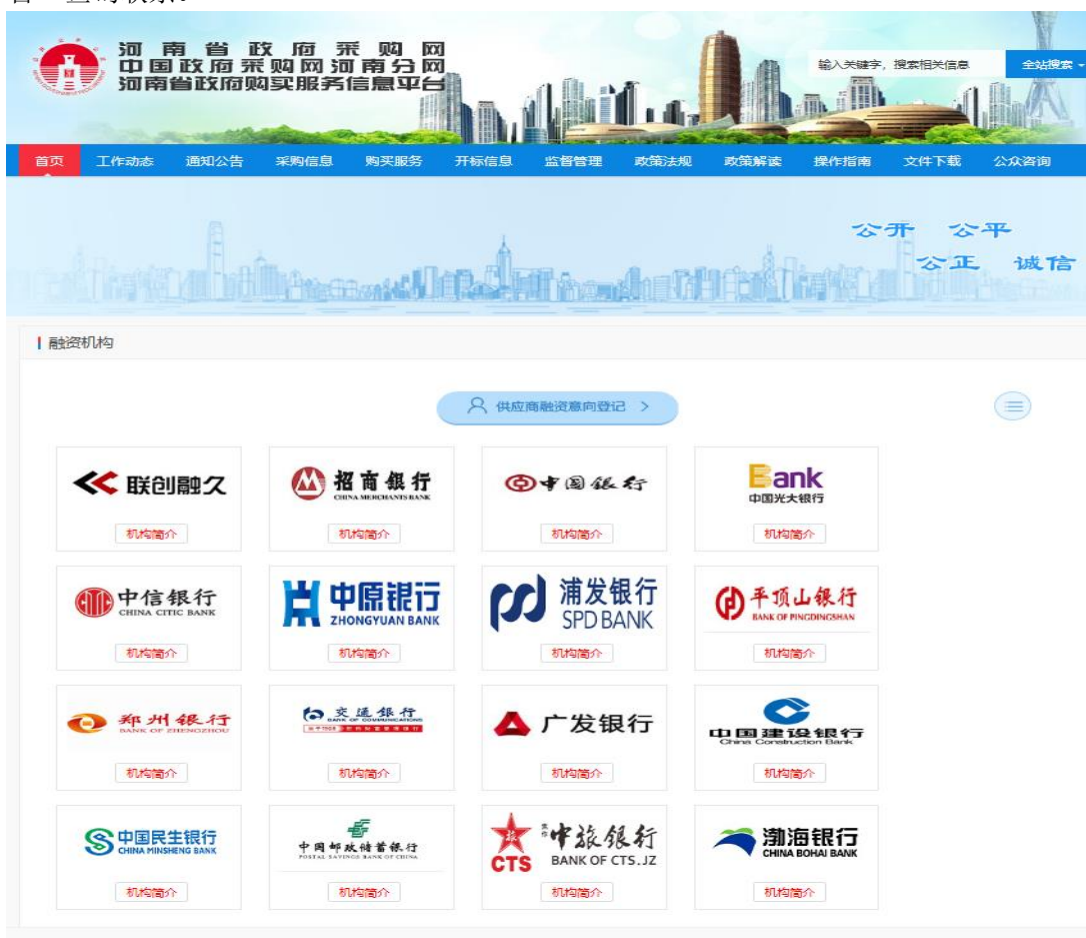 河南省政府采购网
中国政府采购网河南分网
河南省政府购买服务信息平台
输入关键字，搜索相关信息 全站搜索
首页 工作动态 通知公告 采购信息 购买服务 开标信息 监督管理 政策法规 政策解读 操作指南 文件下载 公众咨询
公开 公平
公正 诚信
融资机构
供应商融资意向登记 >
联创融久 招商银行 CHINA MERCHANTS BANK 中国银行 Bank 中国光大银行
机构简介 机构简介 机构简介 机构简介
中信银行 CHINA CITIC BANK 中原银行 ZHONGYUAN BANK 浦发银行 SPD BANK 平顶山银行 BANK OF PINGDINGSHAN
机构简介 机构简介 机构简介 机构简介
郑州银行 BANK OF ZHENGZHOU 交通银行 BANK OF COMMUNICATIONS 广发银行 中国建设银行 China Construction Bank
机构简介 机构简介 机构简介 机构简介
中国民生银行 CHINA MINSHENG BANK 中国邮政储蓄银行 POSTAL SAVINGS BANK OF CHINA CTS 焦作中旅银行 BANK OF CTS.JZ 渤海银行 CHINA BOHAI BANK
机构简介 机构简介 机构简介 机构简介